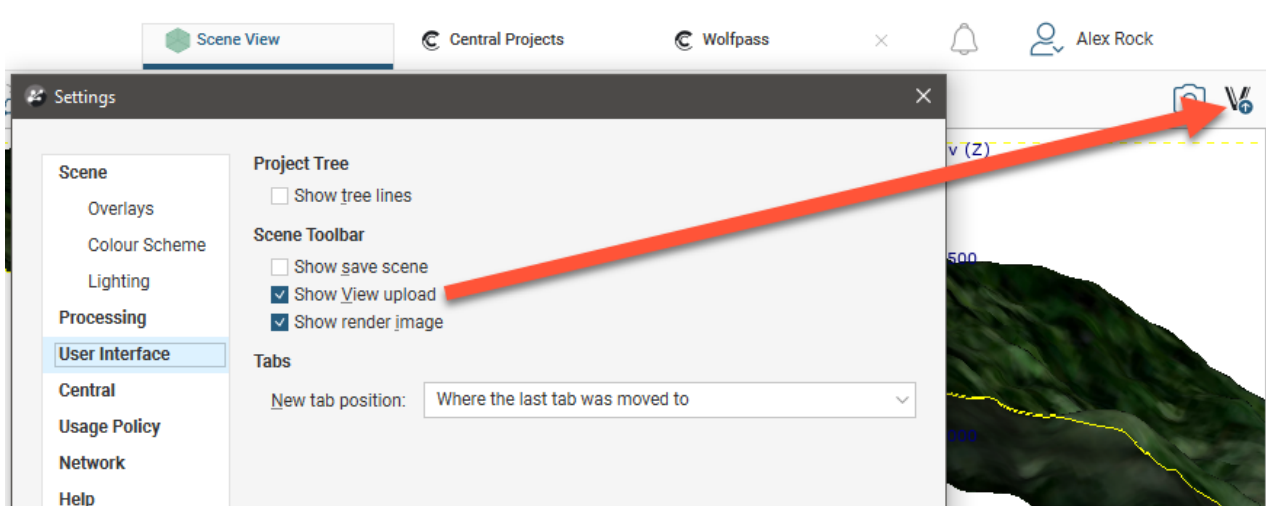 Scene View
Central Projects
Wolfpass
Alex Rock
Settings
Scene
Overlays
Colour Scheme
Lighting
Processing
User Interface
Central
Usage Policy
Network
Help
Project Tree
Show tree lines
Scene Toolbar
Show save scene
Show View upload
Show render image
Tabs
New tab position: Where the last tab was moved to
v (Z)
500
000